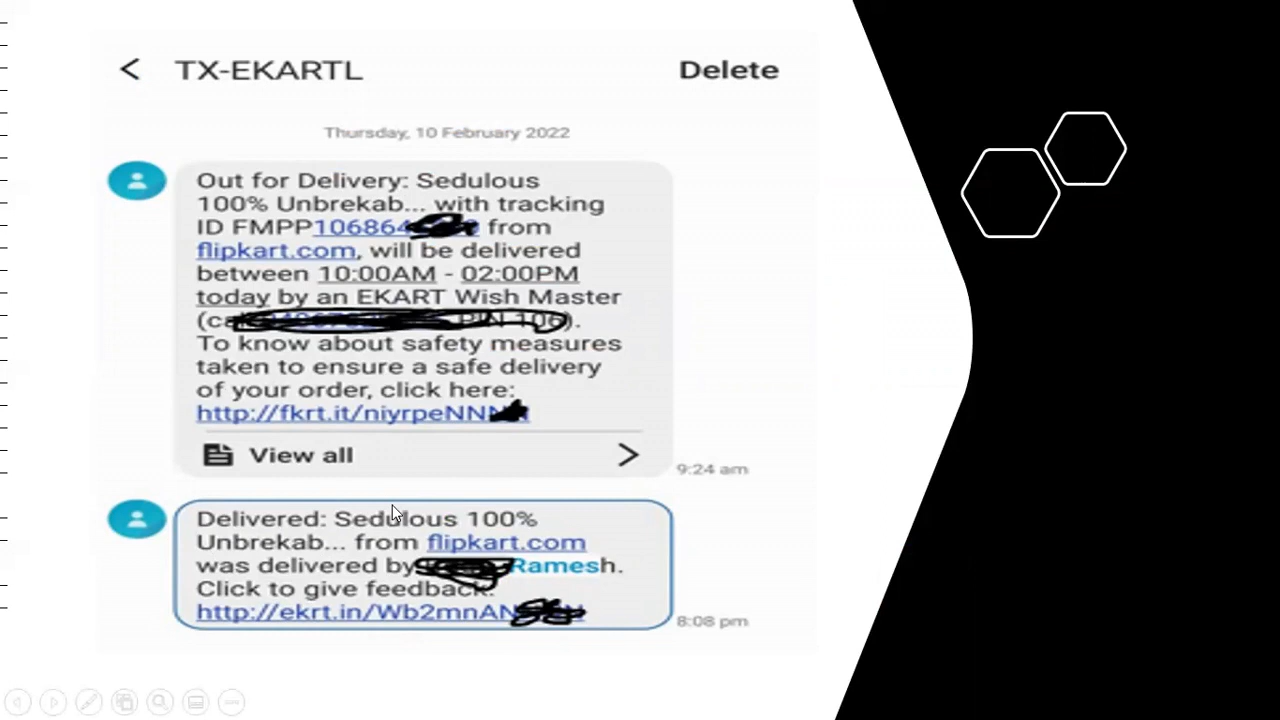 TX-EKARTL
Delete
Thursday, 10 February 2022
Out for Delivery: Sedulous
100% Unbrekab... with tracking
ID FMPP10686 from
flipkart.com, will be delivered
between 10:00AM - 02:00PM
today by an EKART Wish Master
PIN 106).
To know about safety measures
taken to ensure a safe delivery
of your order, click here:
http://fkrt.it/niyrpeNNN
View all
9:24 am
Delivered: Sedulous 100%
Unbrekab... from flipkart.com
was delivered by Ramesh.
Click to give feedback.
http://ekrt.in/Wb2mnAN
8:08 pm